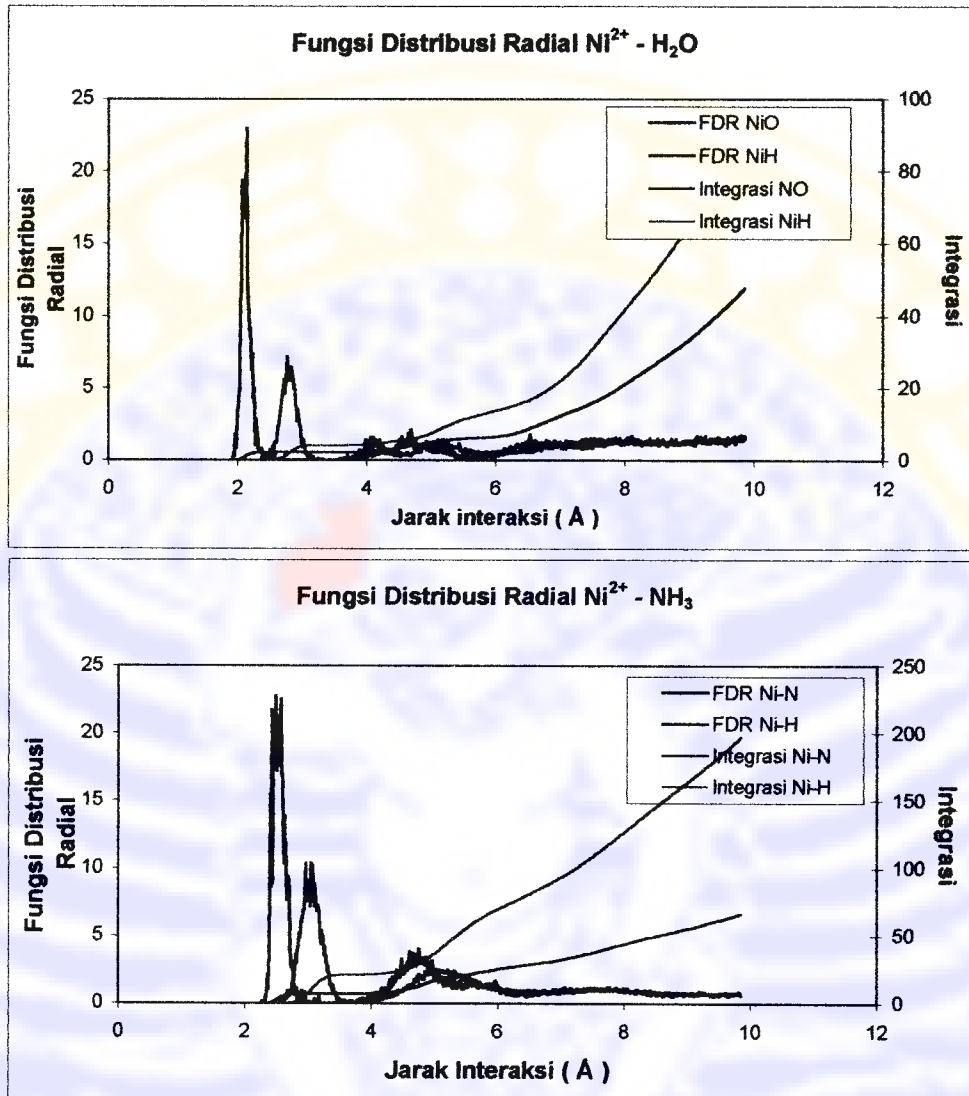 Fungsi Distribusi Radial Ni²⁺ - H₂O
Fungsi Distribusi
Radial
25
20
15
10
5
0
0
2
4
6
8
10
12
100
80
60
40
20
0
Integrasi
Jarak interaksi ( Å )
FDR NiO
FDR NiH
Integrasi NO
Integrasi NiH
Fungsi Distribusi Radial Ni²⁺ - NH₃
Fungsi Distribusi
Radial
25
20
15
10
5
0
0
2
4
6
8
10
12
250
200
150
100
50
0
Integrasi
Jarak Interaksi ( Å )
FDR Ni-N
FDR Ni-H
Integrasi Ni-N
Integrasi Ni-H